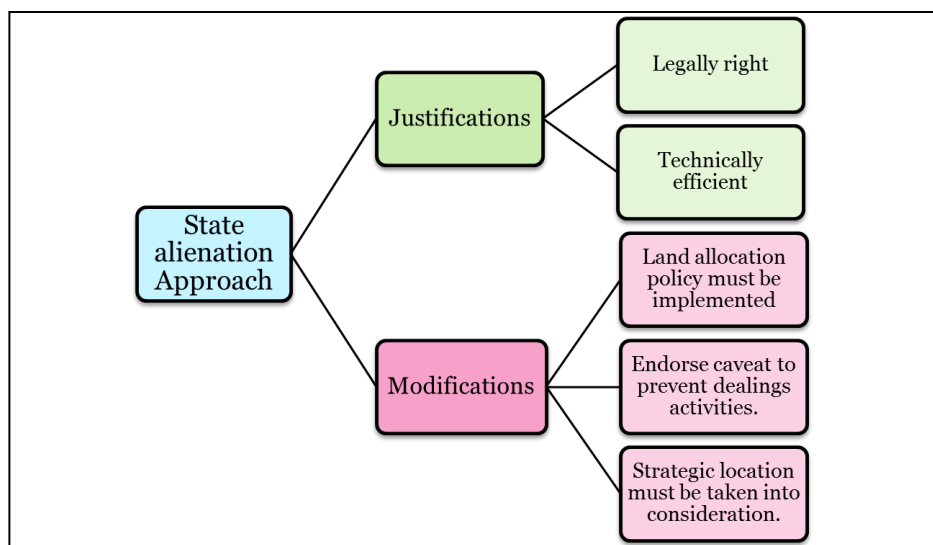 State
alienation
Approach
Justifications
Legally right
Technically
efficient
Modifications
Land allocation
policy must be
implemented
Endorse caveat to
prevent dealings
activities.
Strategic location
must be taken into
consideration.